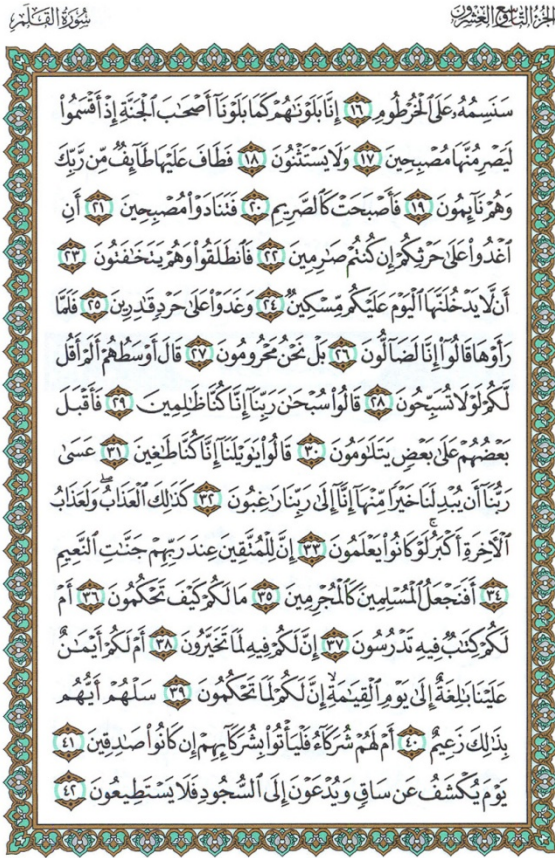 الجزء التاسع والعشرون
سورة القلم
سَنَسِمُهُۥ عَلَى ٱلْخُرْطُومِ ١٦ إِنَّا بَلَوْنَٰهُمْ كَمَا بَلَوْنَآ أَصْحَٰبَ ٱلْجَنَّةِ إِذْ أَقْسَمُوا۟
لَيَصْرِمُنَّهَا مُصْبِحِينَ ١٧ وَلَا يَسْتَثْنُونَ ١٨ فَطَافَ عَلَيْهَا طَآئِفٌ مِّن رَّبِّكَ
وَهُمْ نَآئِمُونَ ١٩ فَأَصْبَحَتْ كَٱلصَّرِيمِ ٢٠ فَتَنَادَوْا۟ مُصْبِحِينَ ٢١ أَنِ
ٱغْدُوا۟ عَلَىٰ حَرْثِكُمْ إِن كُنتُمْ صَٰرِمِينَ ٢٢ فَٱنطَلَقُوا۟ وَهُمْ يَتَخَٰفَتُونَ ٢٣
أَن لَّا يَدْخُلَنَّهَا ٱلْيَوْمَ عَلَيْكُم مِّسْكِينٌ ٢٤ وَغَدَوْا۟ عَلَىٰ حَرْدٍ قَٰدِرِينَ ٢٥ فَلَمَّا
رَأَوْهَا قَالُوٓا۟ إِنَّا لَضَآلُّونَ ٢٦ بَلْ نَحْنُ مَحْرُومُونَ ٢٧ قَالَ أَوْسَطُهُمْ أَلَمْ أَقُل
لَّكُمْ لَوْلَا تُسَبِّحُونَ ٢٨ قَالُوا۟ سُبْحَٰنَ رَبِّنَآ إِنَّا كُنَّا ظَٰلِمِينَ ٢٩ فَأَقْبَلَ
بَعْضُهُمْ عَلَىٰ بَعْضٍ يَتَلَٰوَمُونَ ٣٠ قَالُوا۟ يَٰوَيْلَنَآ إِنَّا كُنَّا طَٰغِينَ ٣١ عَسَىٰ
رَبُّنَآ أَن يُبْدِلَنَا خَيْرًا مِّنْهَآ إِنَّآ إِلَىٰ رَبِّنَا رَٰغِبُونَ ٣٢ كَذَٰلِكَ ٱلْعَذَابُ ۖ وَلَعَذَابُ
ٱلْءَاخِرَةِ أَكْبَرُ ۚ لَوْ كَانُوا۟ يَعْلَمُونَ ٣٣ إِنَّ لِلْمُتَّقِينَ عِندَ رَبِّهِمْ جَنَّٰتِ ٱلنَّعِيمِ
٣٤ أَفَنَجْعَلُ ٱلْمُسْلِمِينَ كَٱلْمُجْرِمِينَ ٣٥ مَا لَكُمْ كَيْفَ تَحْكُمُونَ ٣٦ أَمْ
لَكُمْ كِتَٰبٌ فِيهِ تَدْرُسُونَ ٣٧ إِنَّ لَكُمْ فِيهِ لَمَا تَخَيَّرُونَ ٣٨ أَمْ لَكُمْ أَيْمَٰنٌ
عَلَيْنَا بَٰلِغَةٌ إِلَىٰ يَوْمِ ٱلْقِيَٰمَةِ ۙ إِنَّ لَكُمْ لَمَا تَحْكُمُونَ ٣٩ سَلْهُمْ أَيُّهُم
بِذَٰلِكَ زَعِيمٌ ٤٠ أَمْ لَهُمْ شُرَكَآءُ فَلْيَأْتُوا۟ بِشُرَكَآئِهِمْ إِن كَانُوا۟ صَٰدِقِينَ ٤١
يَوْمَ يُكْشَفُ عَن سَاقٍ وَيُدْعَوْنَ إِلَى ٱلسُّجُودِ فَلَا يَسْتَطِيعُونَ ٤٢